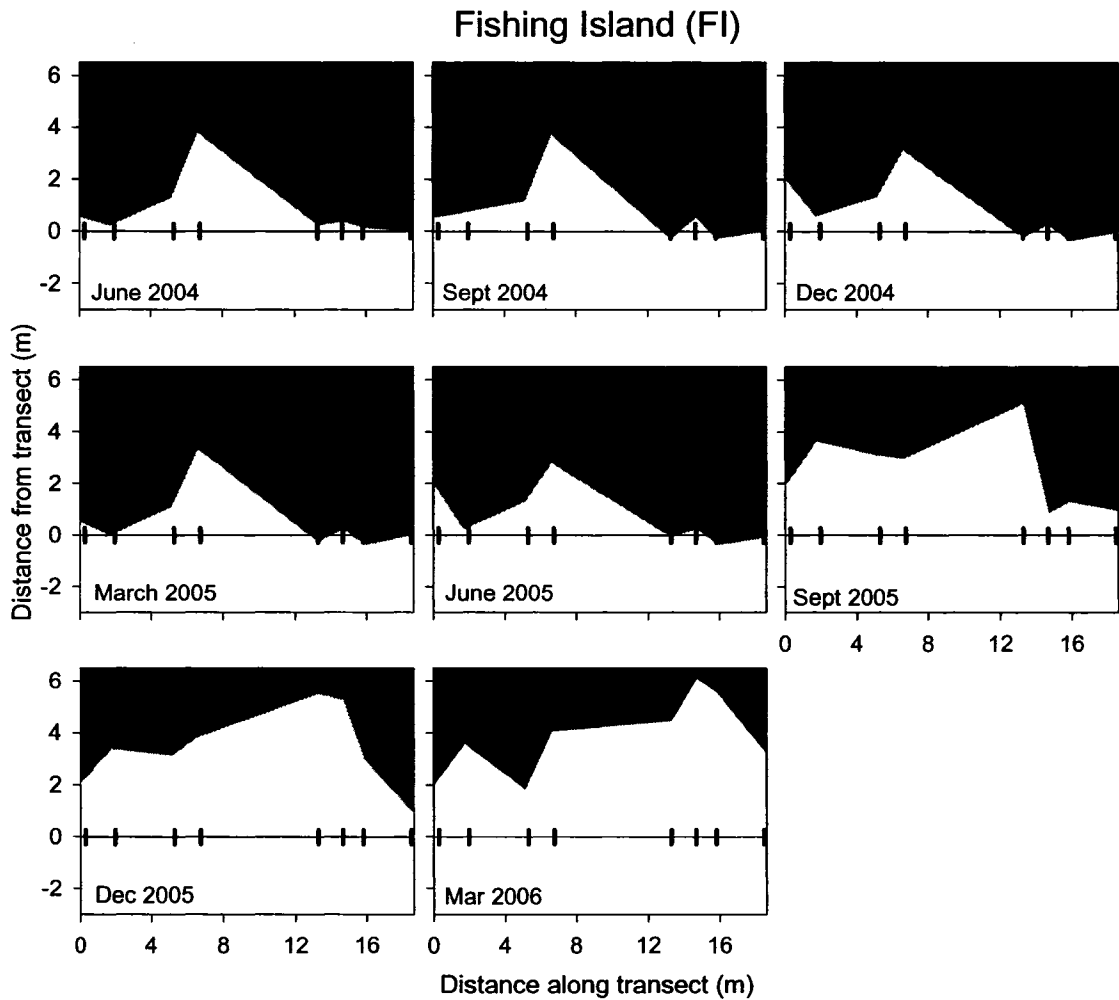 Fishing Island (FI)
6
4
2
0
-2
June 2004
Sept 2004
Dec 2004
Distance from transect (m)
6
4
2
0
-2
March 2005
June 2005
Sept 2005
0 4 8 12 16
6
4
2
0
-2
Dec 2005
Mar 2006
0 4 8 12 16
0 4 8 12 16
Distance along transect (m)